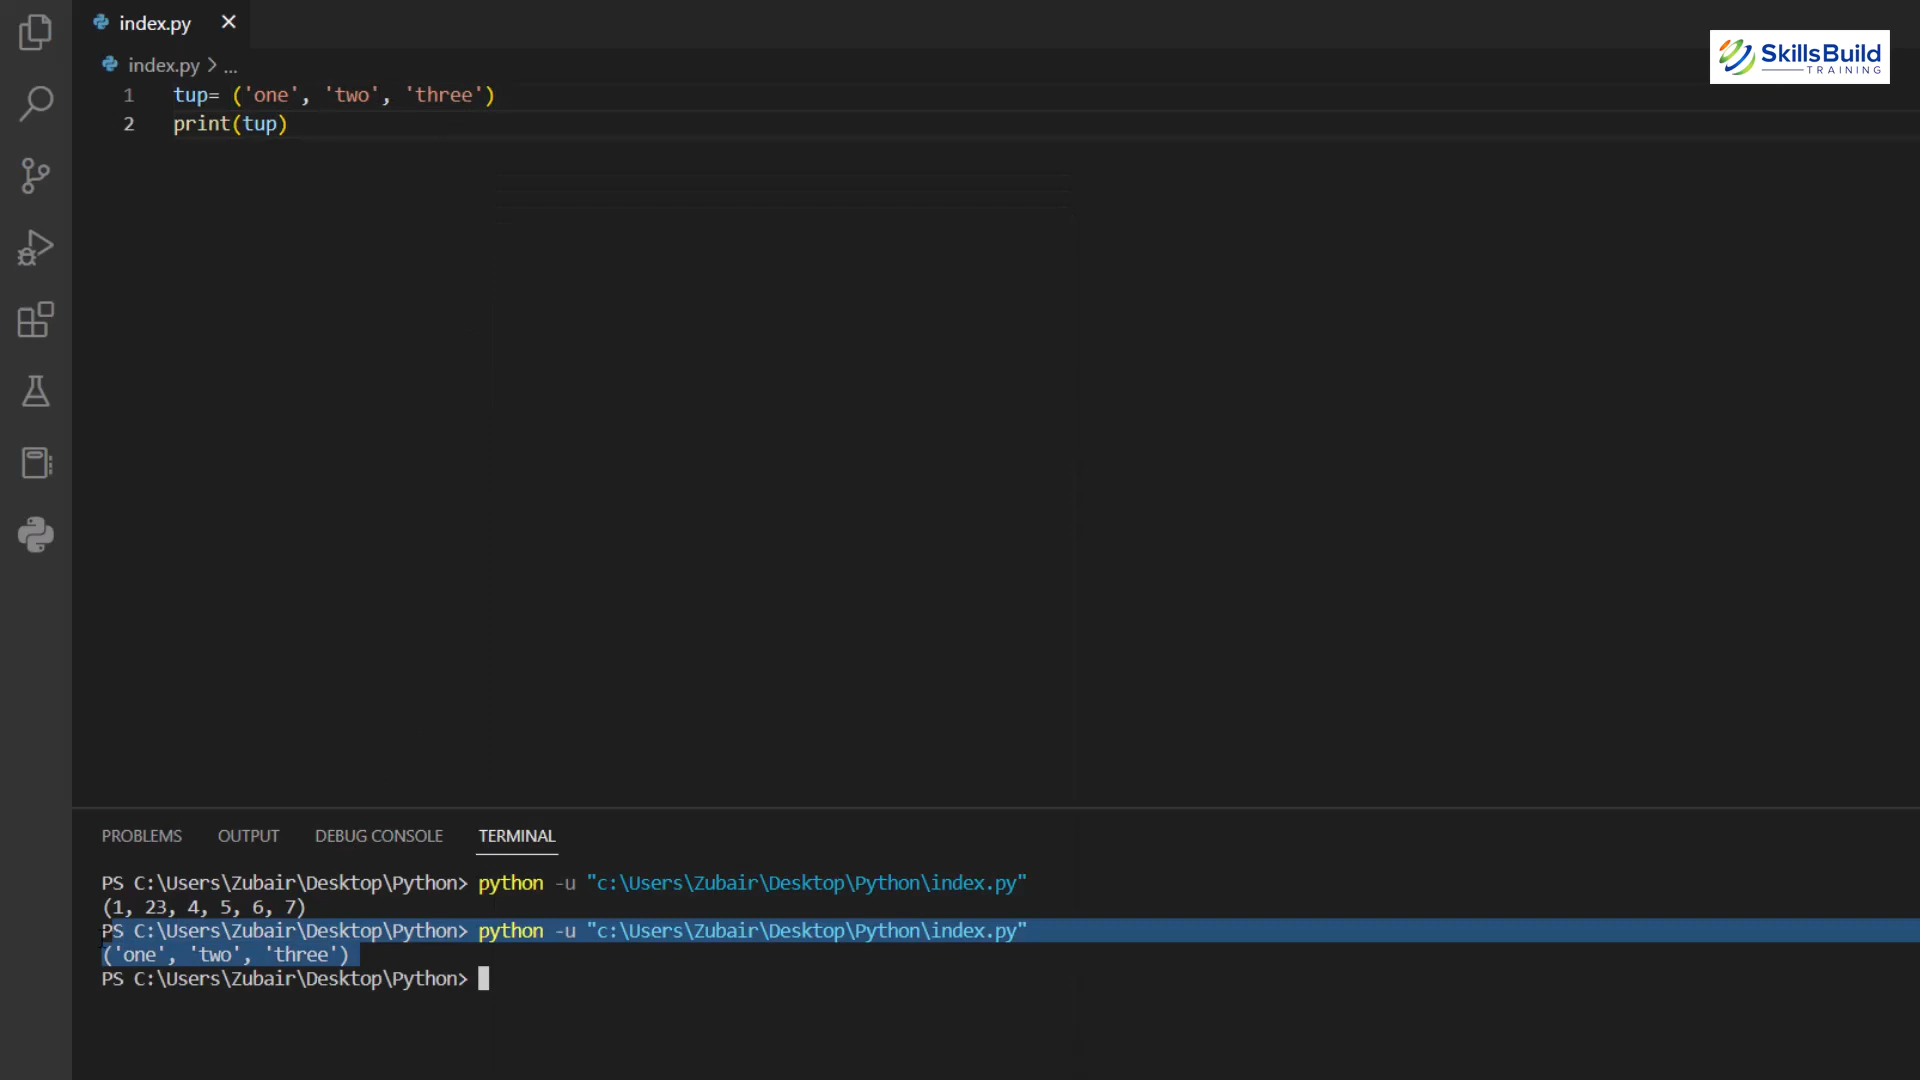 index.py
SkillsBuild
TRAINING
index.py > ...
1 tup= ('one', 'two', 'three')
2 print(tup)
PROBLEMS OUTPUT DEBUG CONSOLE TERMINAL
PS C:\Users\Zubair\Desktop\Python> python -u "c:\Users\Zubair\Desktop\Python\index.py"
(1, 23, 4, 5, 6, 7)
PS C:\Users\Zubair\Desktop\Python> python -u "c:\Users\Zubair\Desktop\Python\index.py"
('one', 'two', 'three')
PS C:\Users\Zubair\Desktop\Python>